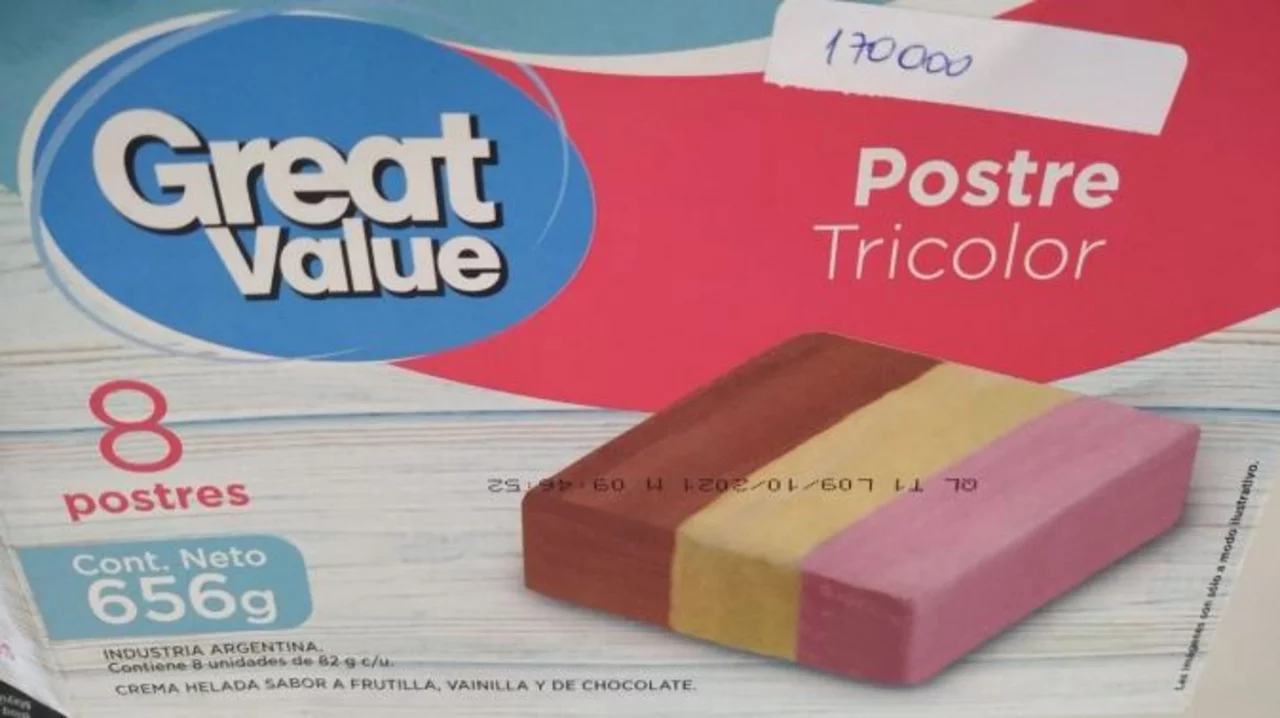 170000
Great
Value
Postre
Tricolor
8
postres
QL T1 L09/10/2021 M 09:46:52
Cont. Neto
656g
INDUSTRIA ARGENTINA.
Contiene 8 unidades de 82 g c/u.
CREMA HELADA SABOR A FRUTILLA, VAINILLA Y DE CHOCOLATE.
Las imágenes son sólo a modo ilustrativo.